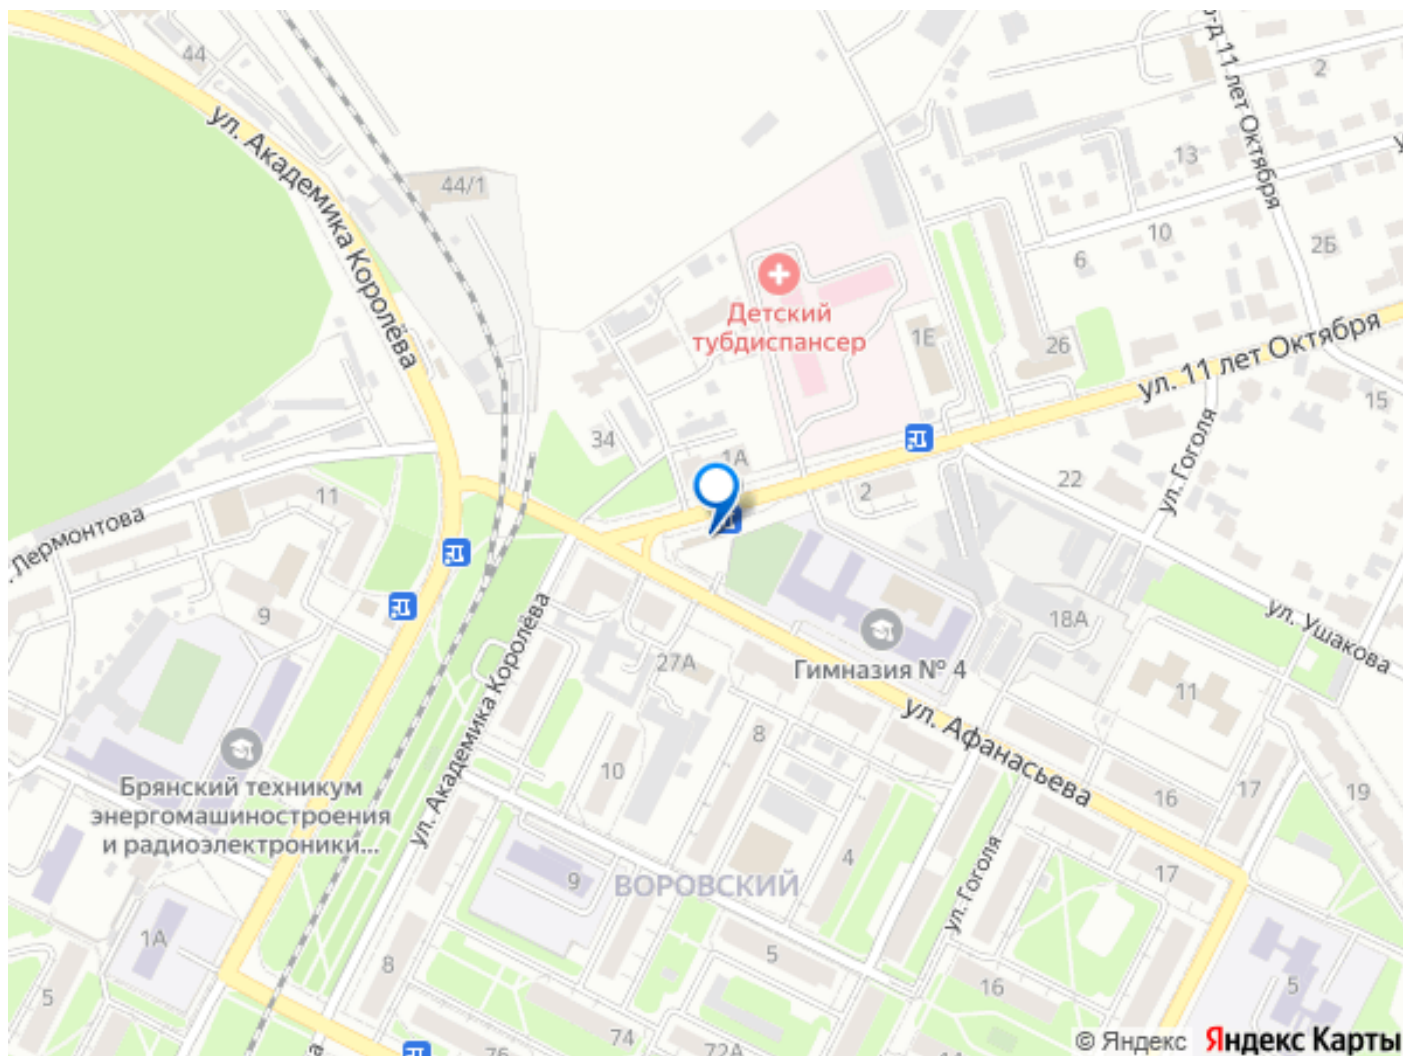 44
ул. Академика Королёва
44/1
2
13
10
6
2Б
р-д 11 лет Октября
Детский
тубдиспансер
1Е
26
ул. 11 лет Октября
15
34
1А
2
22
ул. Гоголя
11
Лермонтова
9
18А
ул. Ушакова
27А
Гимназия № 4
11
ул. Академика Королёва
ул. Афанасьева
8
10
Брянский техникум
энергомашиностроения
и радиоэлектроники...
16
17
19
4
17
9
ВОРОВСКИЙ
ул. Гоголя
1А
8
5
5
16
5
74
72А
© Яндекс Яндекс Карты